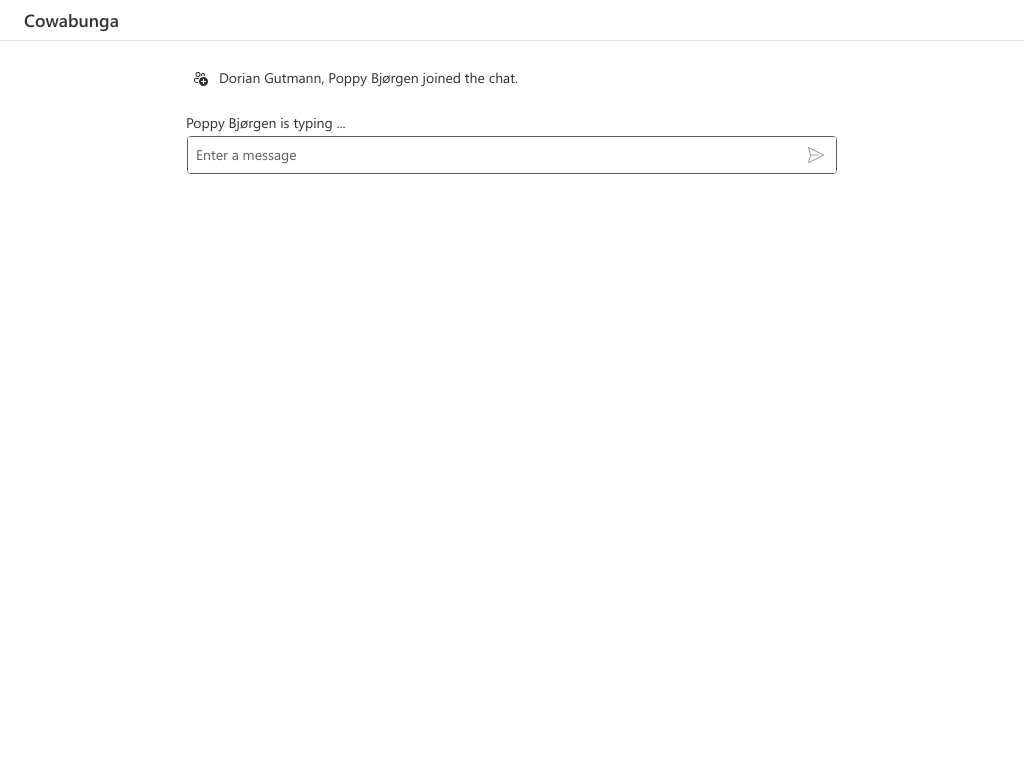 Cowabunga
Dorian Gutmann, Poppy Bjørgen joined the chat.
Poppy Bjørgen is typing ...
Enter a message